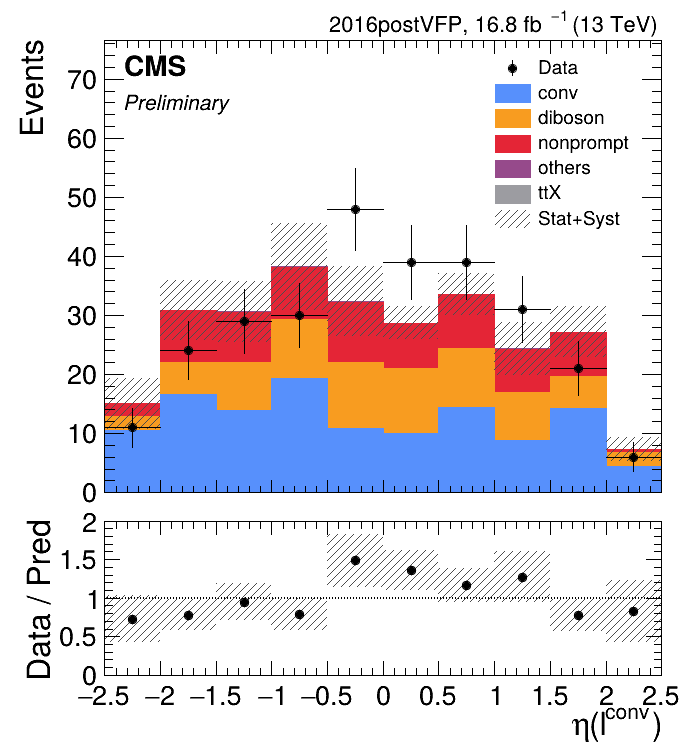 2016postVFP, 16.8 fb⁻¹ (13 TeV)
CMS
Preliminary
Events
70
60
50
40
30
20
10
0
Data
conv
diboson
nonprompt
others
ttX
Stat+Syst
Data / Pred
2
1.5
1
0.5
0
−2.5 −2 −1.5 −1 −0.5 0 0.5 1 1.5 2 2.5
η(l^conv)